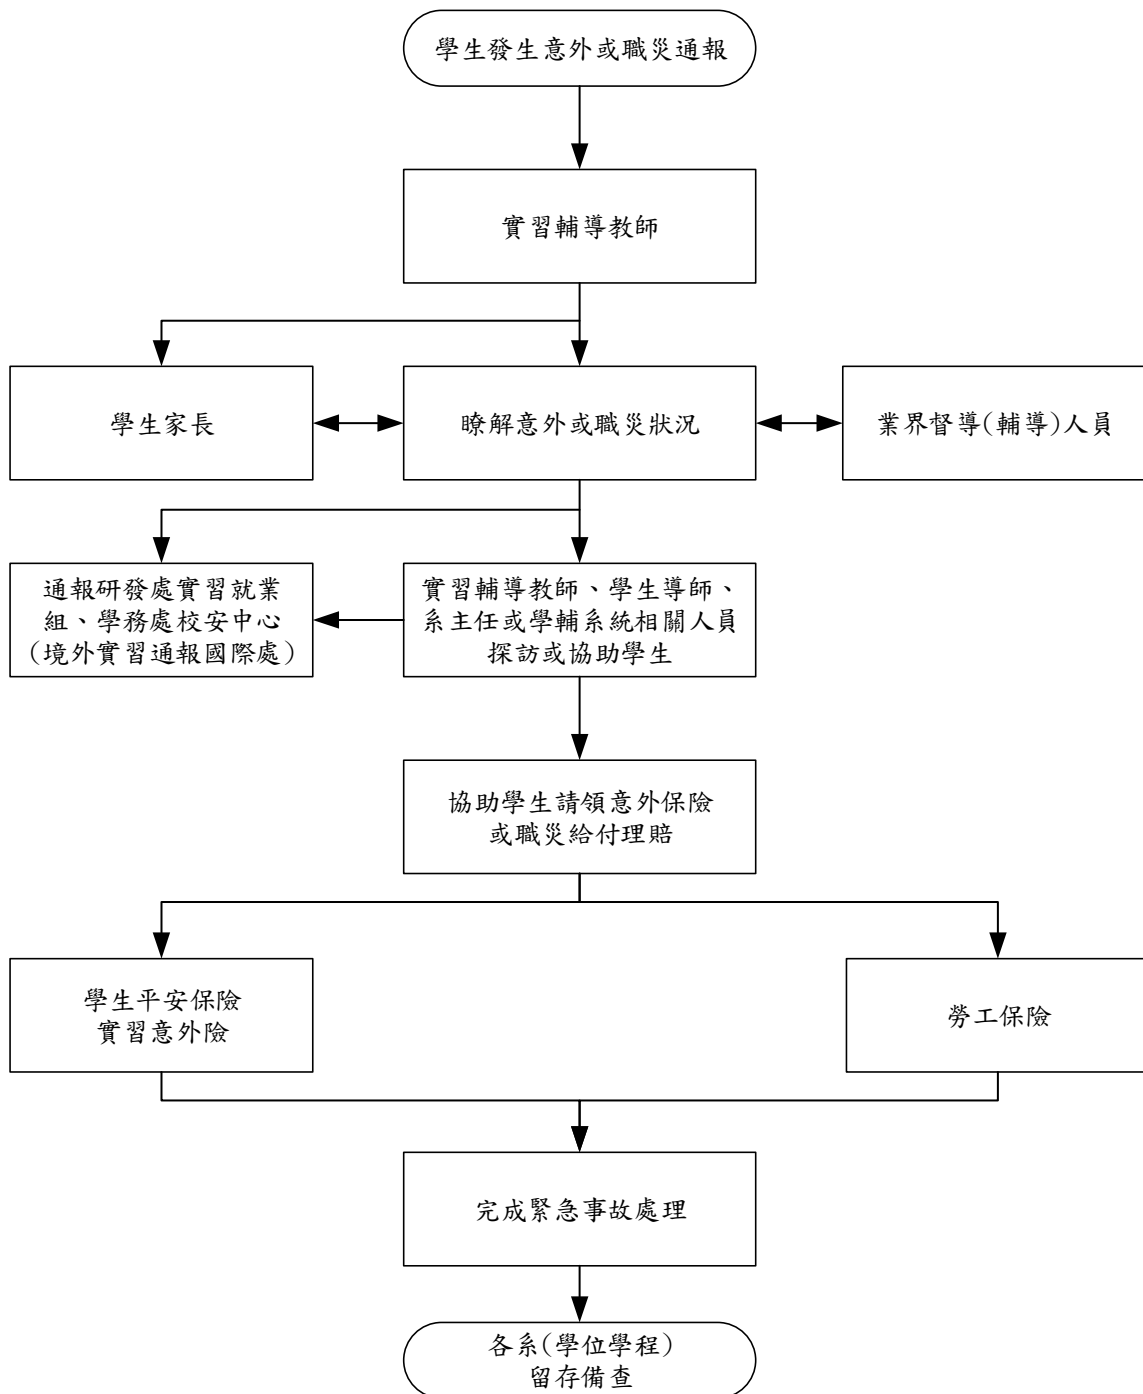 學生發生意外或職災通報
實習輔導教師
學生家長
瞭解意外或職災狀況
業界督導(輔導)人員
通報研發處實習就業
組、學務處校安中心
(境外實習通報國際處)
實習輔導教師、學生導師、
系主任或學輔系統相關人員
探訪或協助學生
協助學生請領意外保險
或職災給付理賠
學生平安保險
實習意外險
勞工保險
完成緊急事故處理
各系(學位學程)
留存備查